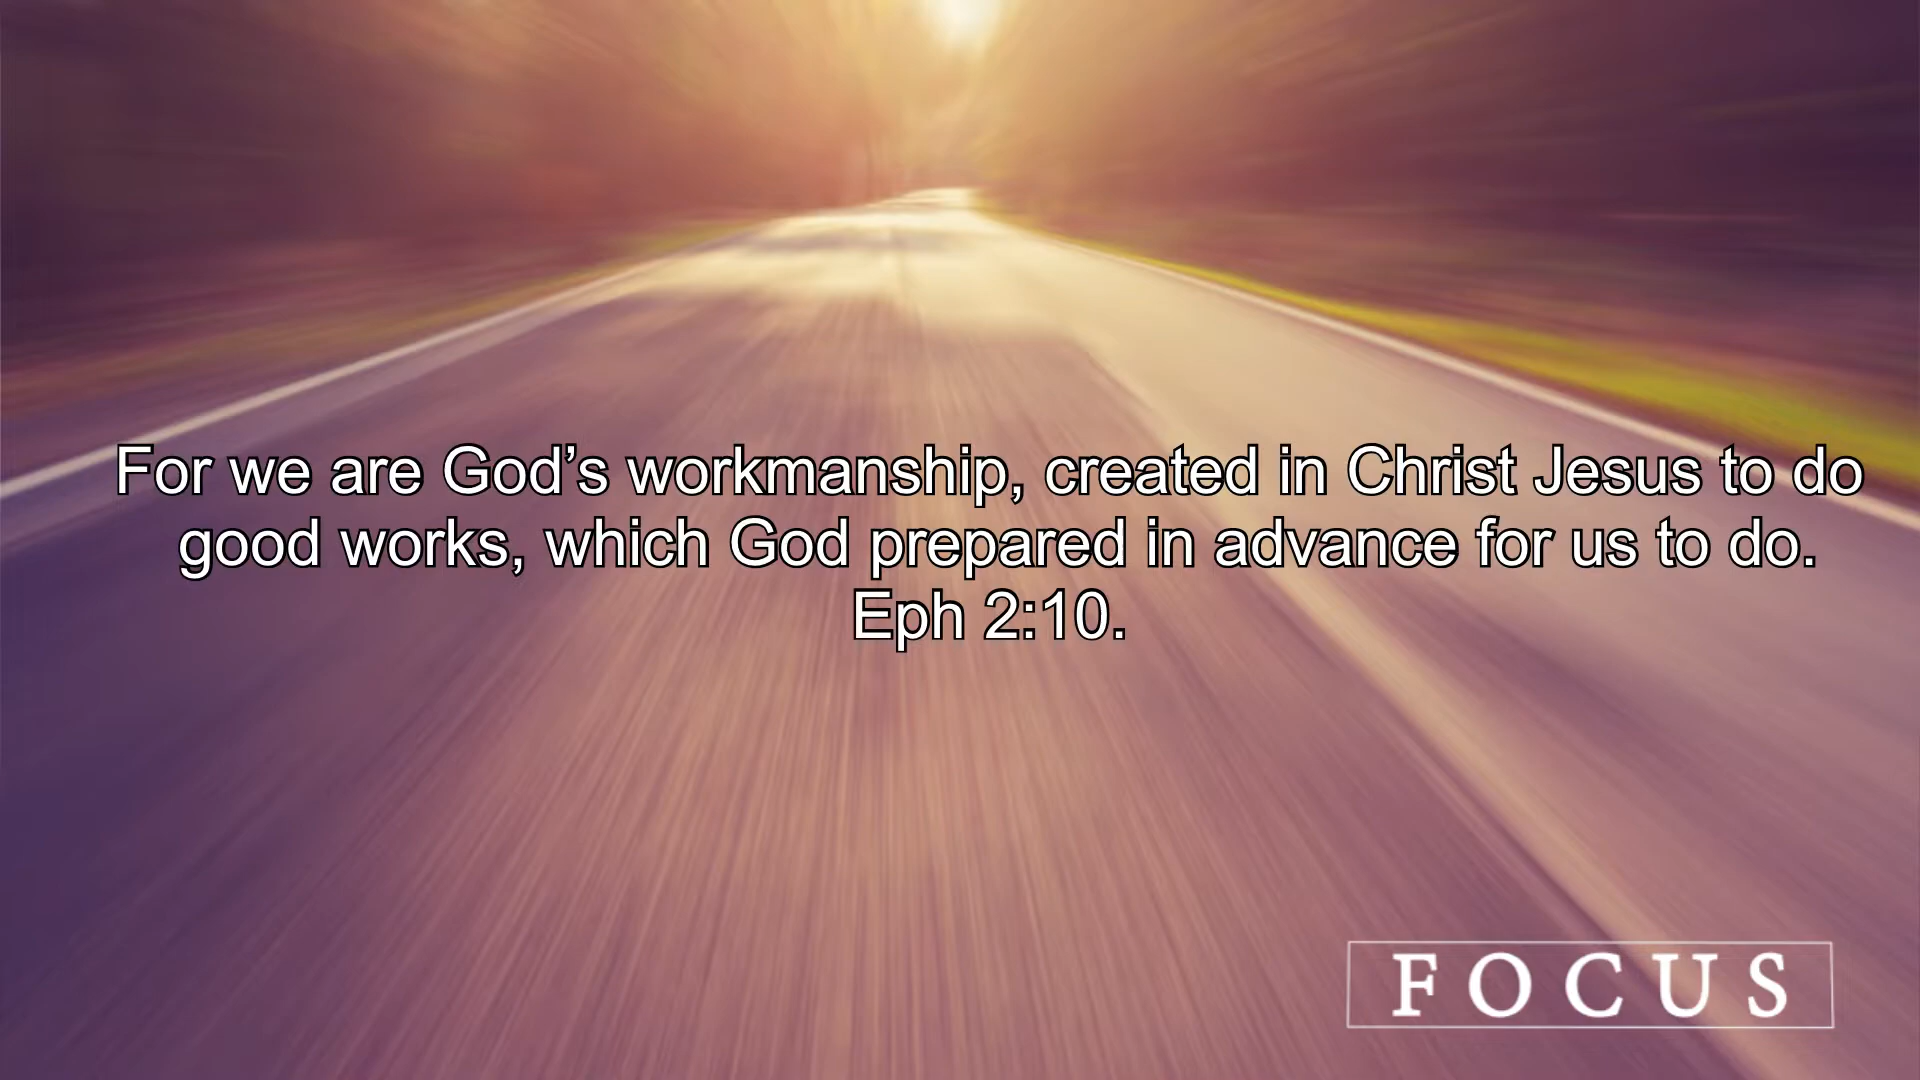 For we are God’s workmanship, created in Christ Jesus to do
good works, which God prepared in advance for us to do.
Eph 2:10.
FOCUS